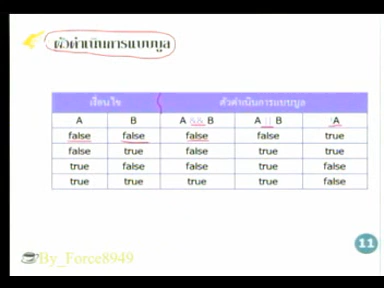 ตัวดำเนินการแบบบูล
เงื่อนไข ตัวดำเนินการแบบบูล
A B A && B A || B !A
false false false false true
false true false true true
true false false true false
true true true true false
11
By_Force8949